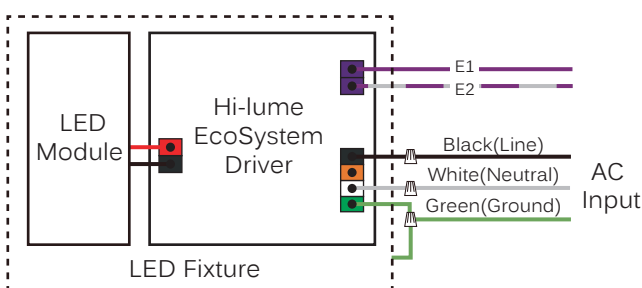 E1
E2
LED
Module
Hi-lume
EcoSystem
Driver
Black(Line)
White(Neutral)
Green(Ground)
AC
Input
LED Fixture